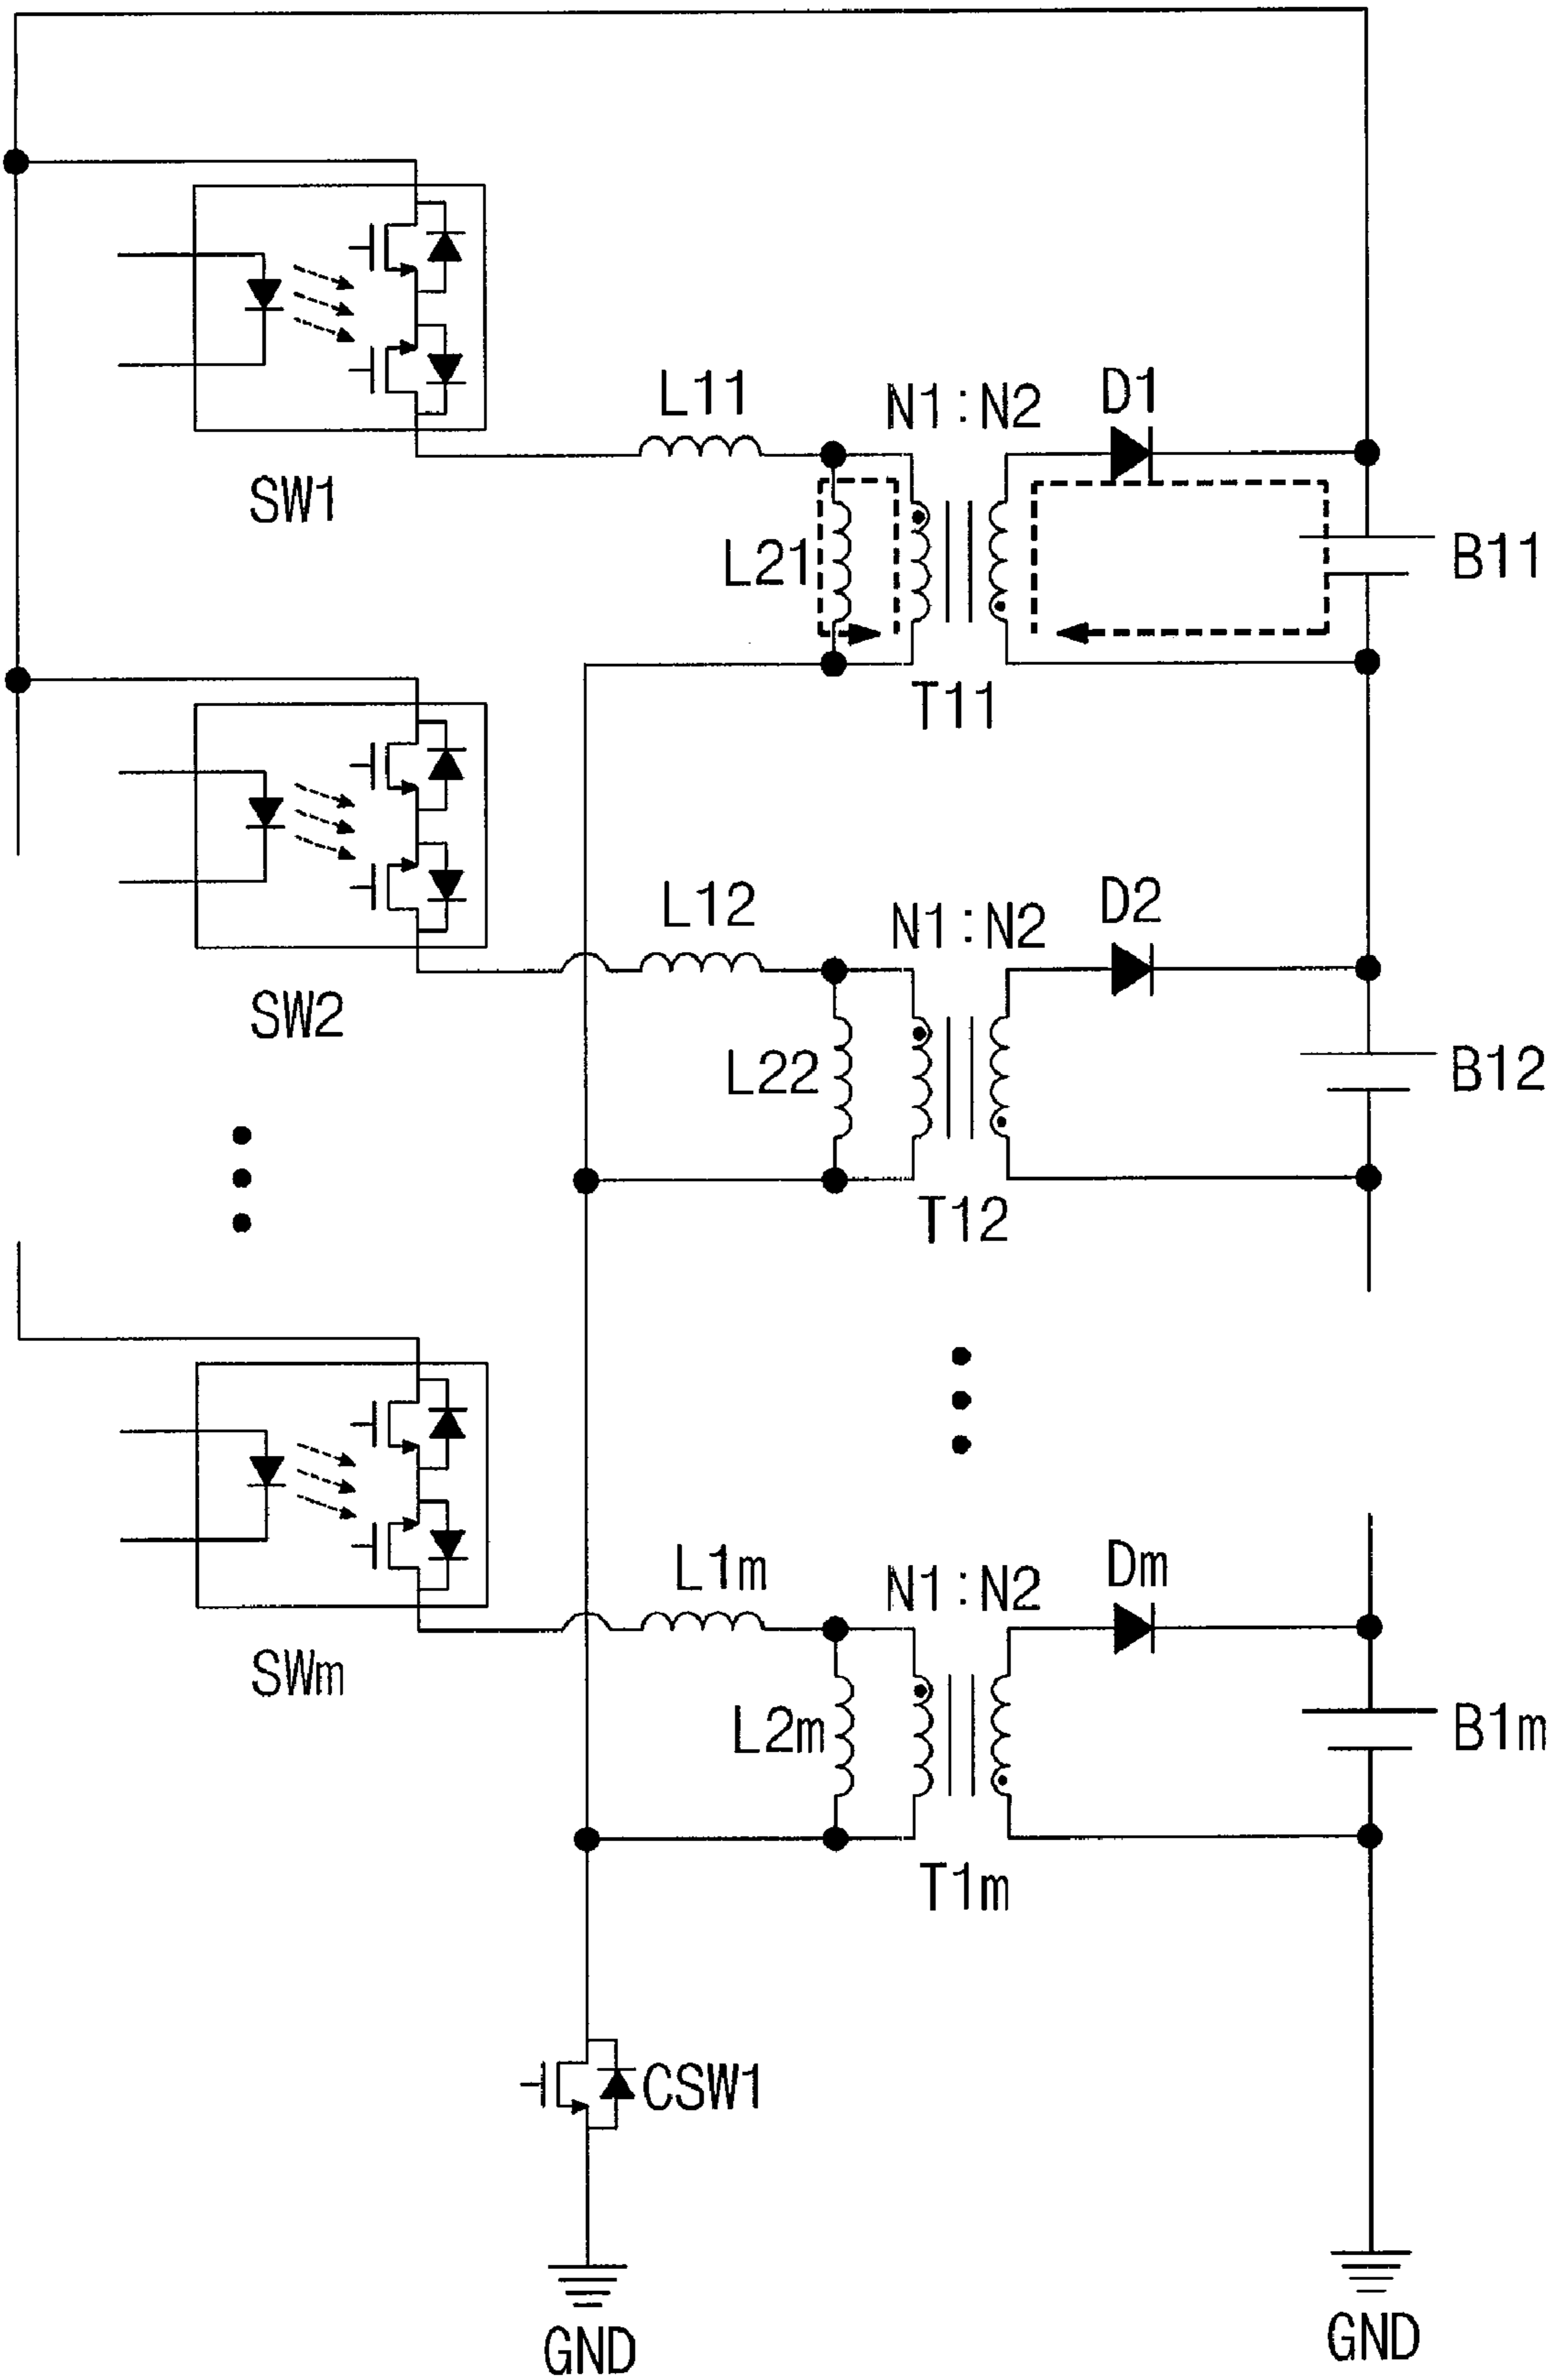 L11
N1:N2
D1
SW1
L21
B11
T11
L12
N1:N2
D2
SW2
L22
B12
T12
L1m
N1:N2
Dm
SWm
L2m
B1m
T1m
CSW1
GND
GND